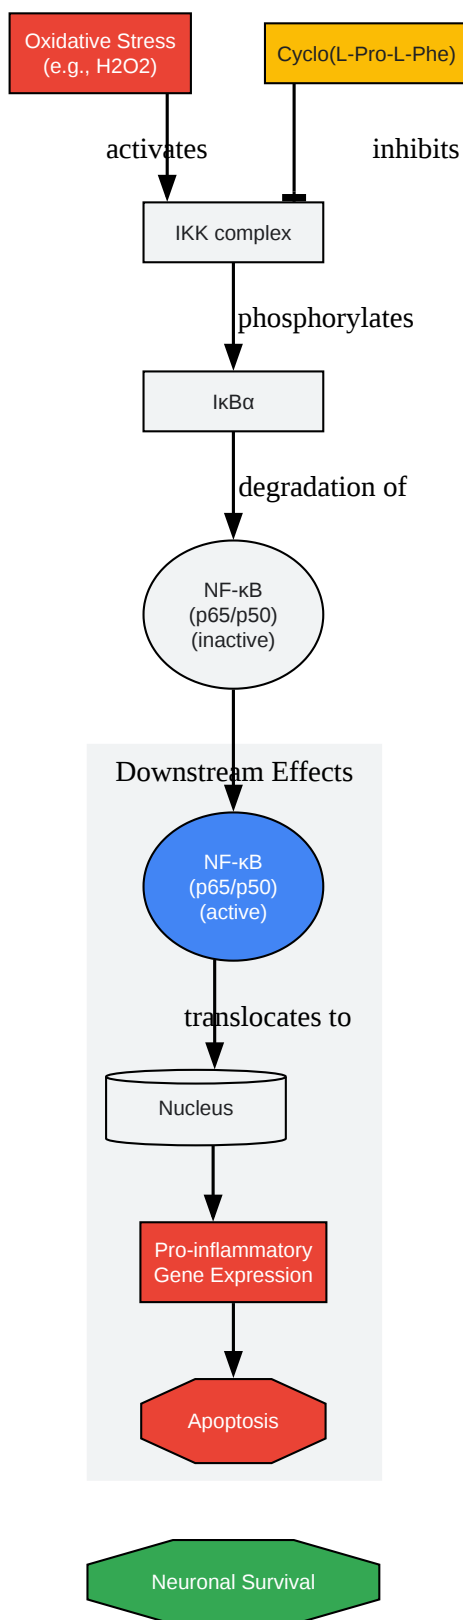 Oxidative Stress
(e.g., H2O2)
Cyclo(L-Pro-L-Phe)
activates
inhibits
IKK complex
phosphorylates
IκBα
degradation of
NF-κB
(p65/p50)
(inactive)
Downstream Effects
NF-κB
(p65/p50)
(active)
translocates to
Nucleus
Pro-inflammatory
Gene Expression
Apoptosis
Neuronal Survival